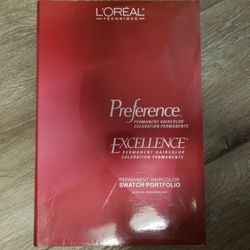 L'ORÉAL
TECHNIQUE
Preference®
PERMANENT HAIRCOLOR
COLORATION PERMANENTE
EXCELLENCE®
PERMANENT HAIRCOLOR
COLORATION PERMANENTE
PERMANENT HAIRCOLOR
SWATCH PORTFOLIO